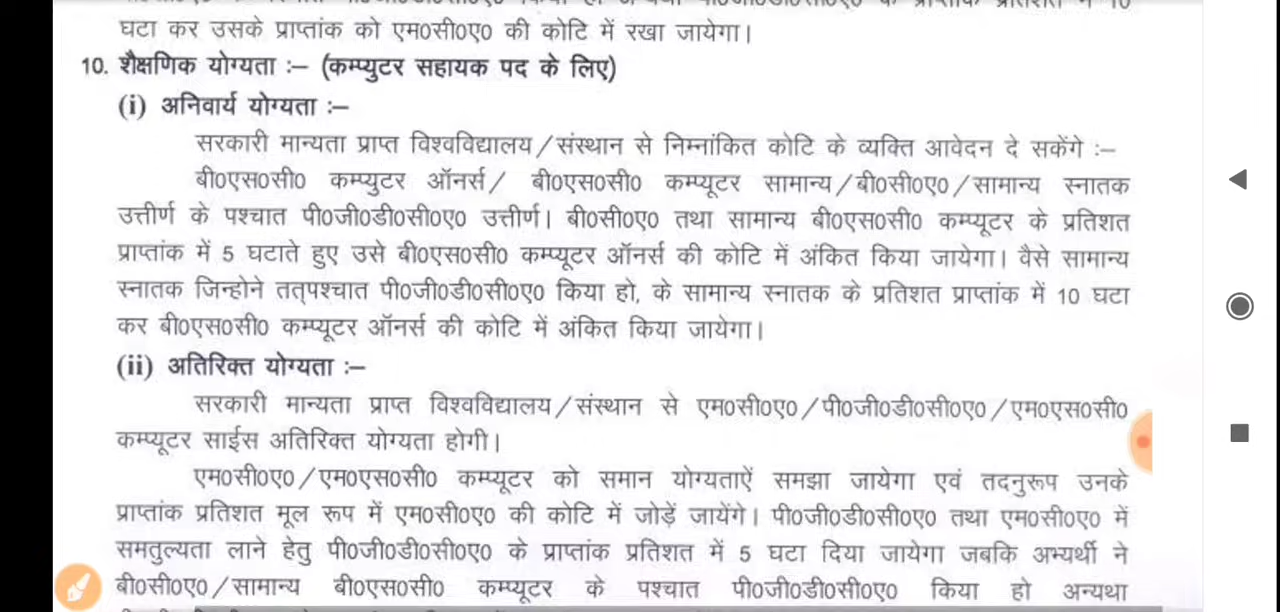 घटा कर उसके प्राप्तांक को एम0सी0ए0 की कोटि में रखा जायेगा।
10. शैक्षणिक योग्यता :– (कम्प्युटर सहायक पद के लिए)
(i) अनिवार्य योग्यता :–
सरकारी मान्यता प्राप्त विश्वविद्यालय/संस्थान से निम्नांकित कोटि के व्यक्ति आवेदन दे सकेंगे :–
बी0एस0सी0 कम्प्युटर ऑनर्स/ बी0एस0सी0 कम्प्यूटर सामान्य/बी0सी0ए0/सामान्य स्नातक
उत्तीर्ण के पश्चात पी0जी0डी0सी0ए0 उत्तीर्ण। बी0सी0ए0 तथा सामान्य बी0एस0सी0 कम्प्यूटर के प्रतिशत
प्राप्तांक में 5 घटाते हुए उसे बी0एस0सी0 कम्प्यूटर ऑनर्स की कोटि में अंकित किया जायेगा। वैसे सामान्य
स्नातक जिन्होने तत्पश्चात पी0जी0डी0सी0ए0 किया हो, के सामान्य स्नातक के प्रतिशत प्राप्तांक में 10 घटा
कर बी0एस0सी0 कम्प्यूटर ऑनर्स की कोटि में अंकित किया जायेगा।
(ii) अतिरिक्त योग्यता :–
सरकारी मान्यता प्राप्त विश्वविद्यालय/संस्थान से एम0सी0ए0/पी0जी0डी0सी0ए0/एम0एस0सी0
कम्प्यूटर साईंस अतिरिक्त योग्यता होगी।
एम0सी0ए0/एम0एस0सी0 कम्प्यूटर को समान योग्यताऐं समझा जायेगा एवं तदनुरूप उनके
प्राप्तांक प्रतिशत मूल रूप में एम0सी0ए0 की कोटि में जोड़ें जायेंगे। पी0जी0डी0सी0ए0 तथा एम0सी0ए0 में
समतुल्यता लाने हेतु पी0जी0डी0सी0ए0 के प्राप्तांक प्रतिशत में 5 घटा दिया जायेगा जबकि अभ्यर्थी ने
बी0सी0ए0/सामान्य बी0एस0सी0 कम्प्यूटर के पश्चात पी0जी0डी0सी0ए0 किया हो अन्यथा